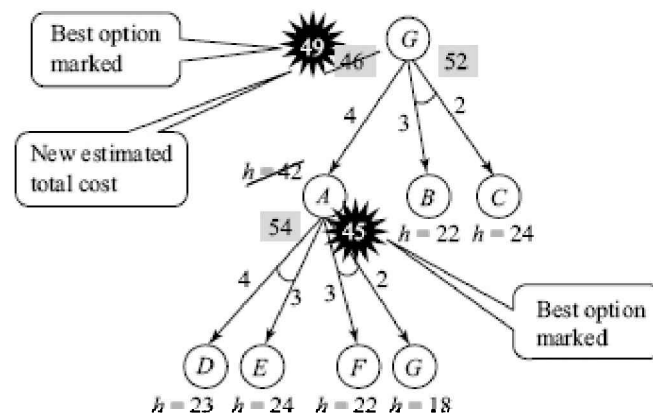 Best option
marked
49
46
G
52
New estimated
total cost
4
3
2
h = 42
A
B
C
54
45
h = 22
h = 24
4
3
3
2
Best option
marked
D
E
F
G
h = 23
h = 24
h = 22
h = 18